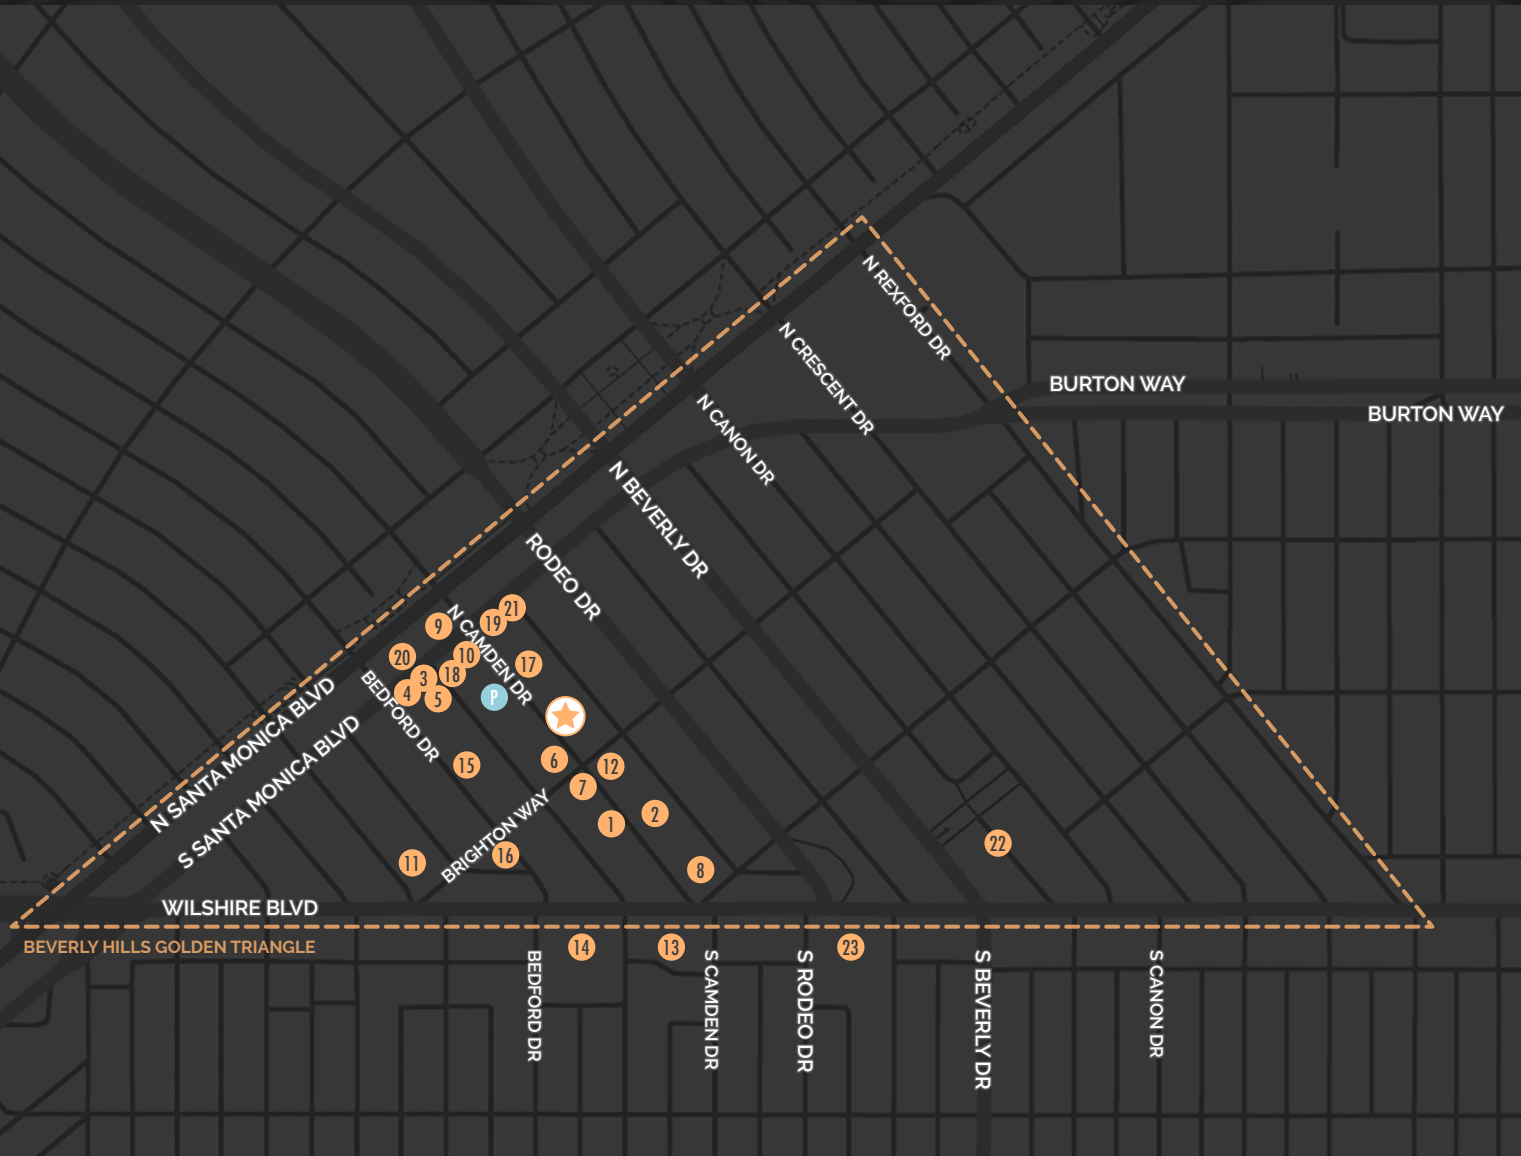 N REXFORD DR
N CRESCENT DR
BURTON WAY
BURTON WAY
N CANON DR
N BEVERLY DR
RODEO DR
N CAMDEN DR
21
19
9
10
20
17
18
3
4
5
P
BEDFORD DR
N SANTA MONICA BLVD
S SANTA MONICA BLVD
6
15
12
7
2
1
BRIGHTON WAY
22
16
11
8
WILSHIRE BLVD
BEVERLY HILLS GOLDEN TRIANGLE
14
13
23
BEDFORD DR
S CAMDEN DR
S RODEO DR
S BEVERLY DR
S CANON DR